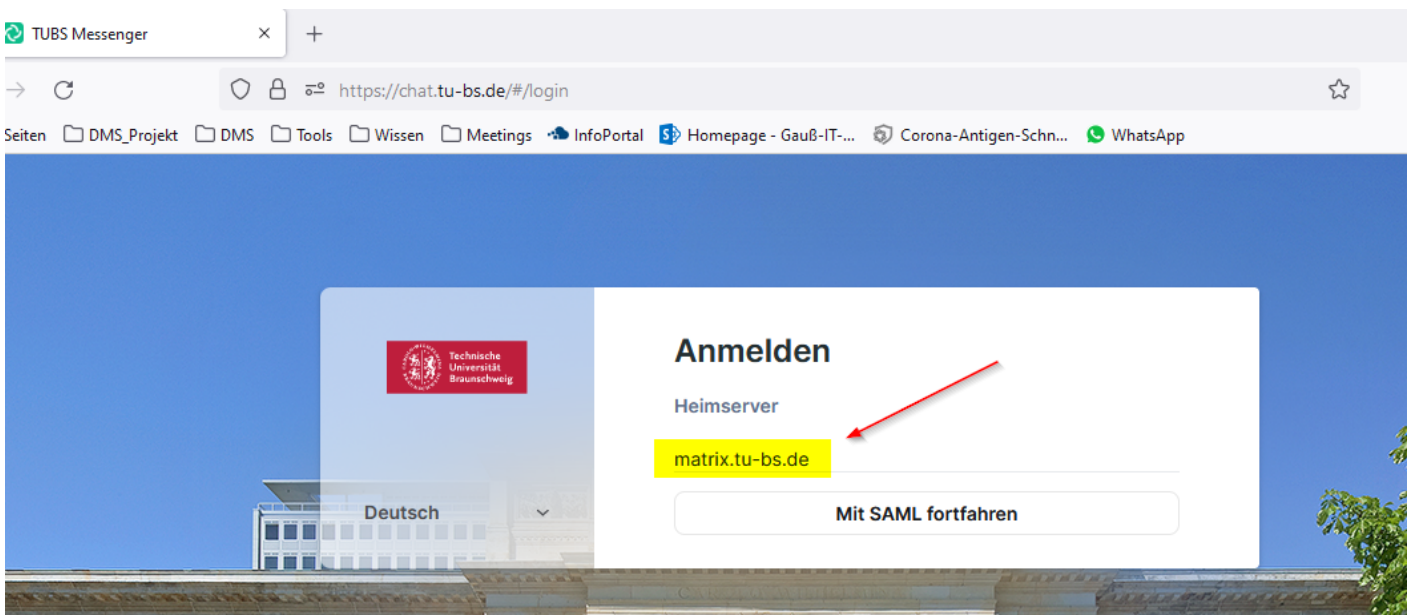 TUBS Messenger
https://chat.tu-bs.de/#/login
Seiten DMS_Projekt DMS Tools Wissen Meetings InfoPortal Homepage - Gauß-IT-... Corona-Antigen-Schn... WhatsApp
Technische
Universität
Braunschweig
Anmelden
Heimserver
matrix.tu-bs.de
Deutsch
Mit SAML fortfahren